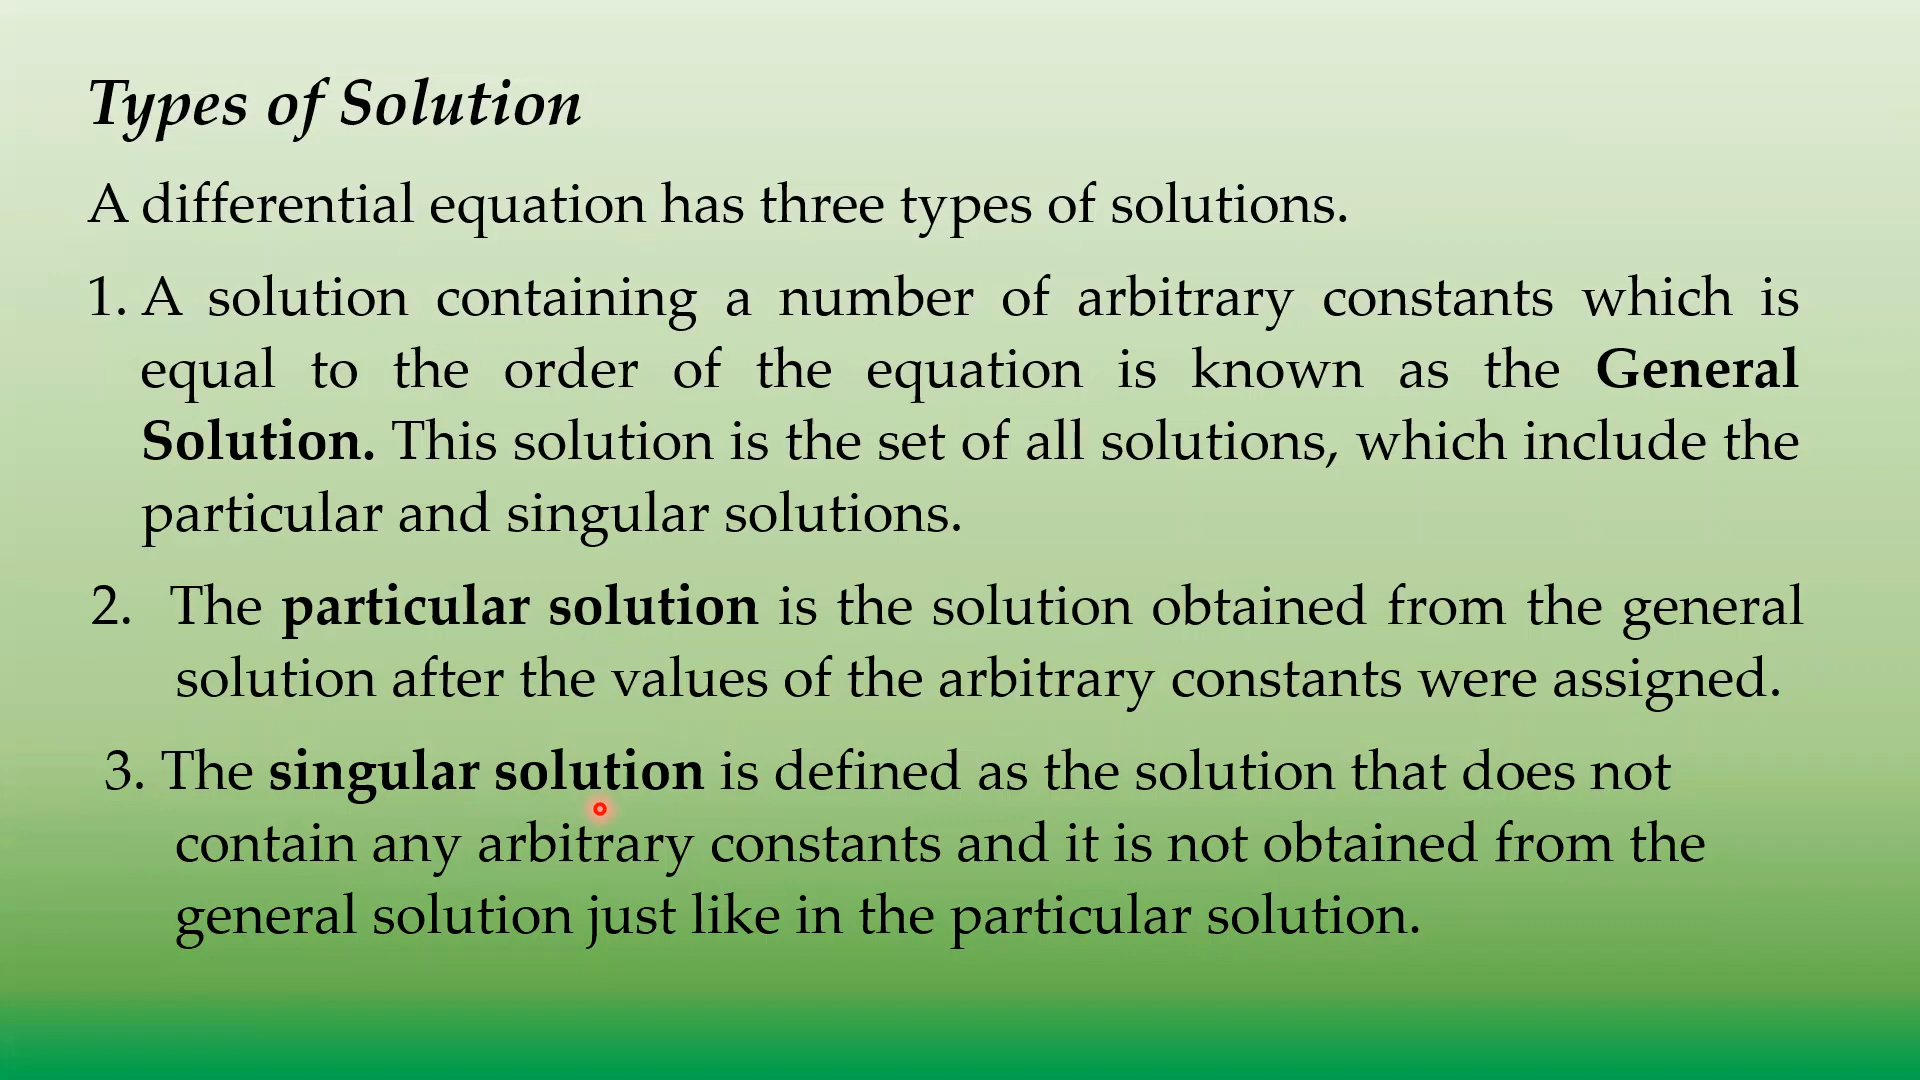 Types of Solution
A differential equation has three types of solutions.
1. A solution containing a number of arbitrary constants which is
equal to the order of the equation is known as the General
Solution. This solution is the set of all solutions, which include the
particular and singular solutions.
2. The particular solution is the solution obtained from the general
solution after the values of the arbitrary constants were assigned.
3. The singular solution is defined as the solution that does not
contain any arbitrary constants and it is not obtained from the
general solution just like in the particular solution.